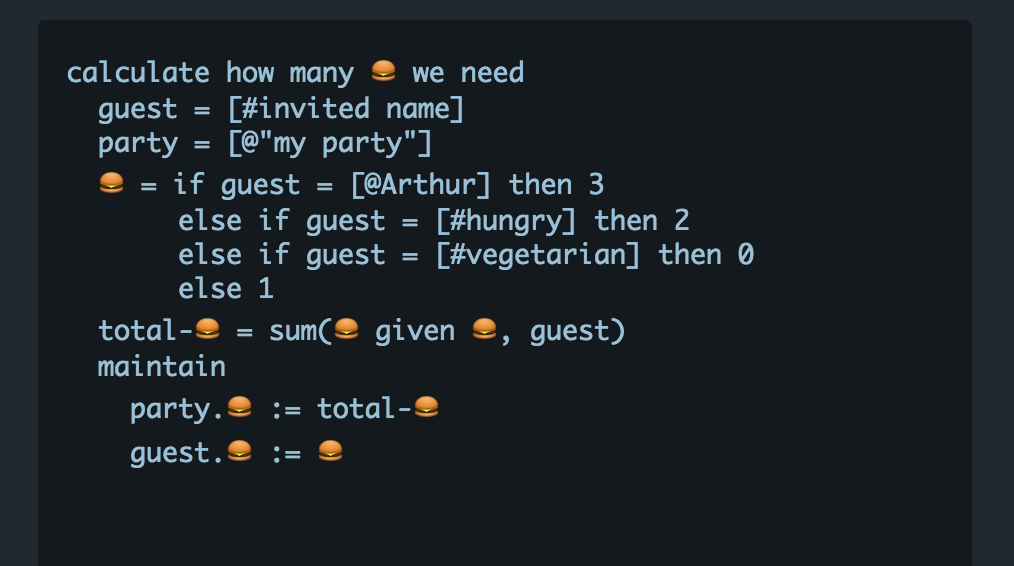 calculate how many 🍔 we need
  guest = [#invited name]
  party = [@"my party"]
  🍔 = if guest = [@Arthur] then 3
       else if guest = [#hungry] then 2
       else if guest = [#vegetarian] then 0
       else 1
  total-🍔 = sum(🍔 given 🍔, guest)
  maintain
    party.🍔 := total-🍔
    guest.🍔 := 🍔